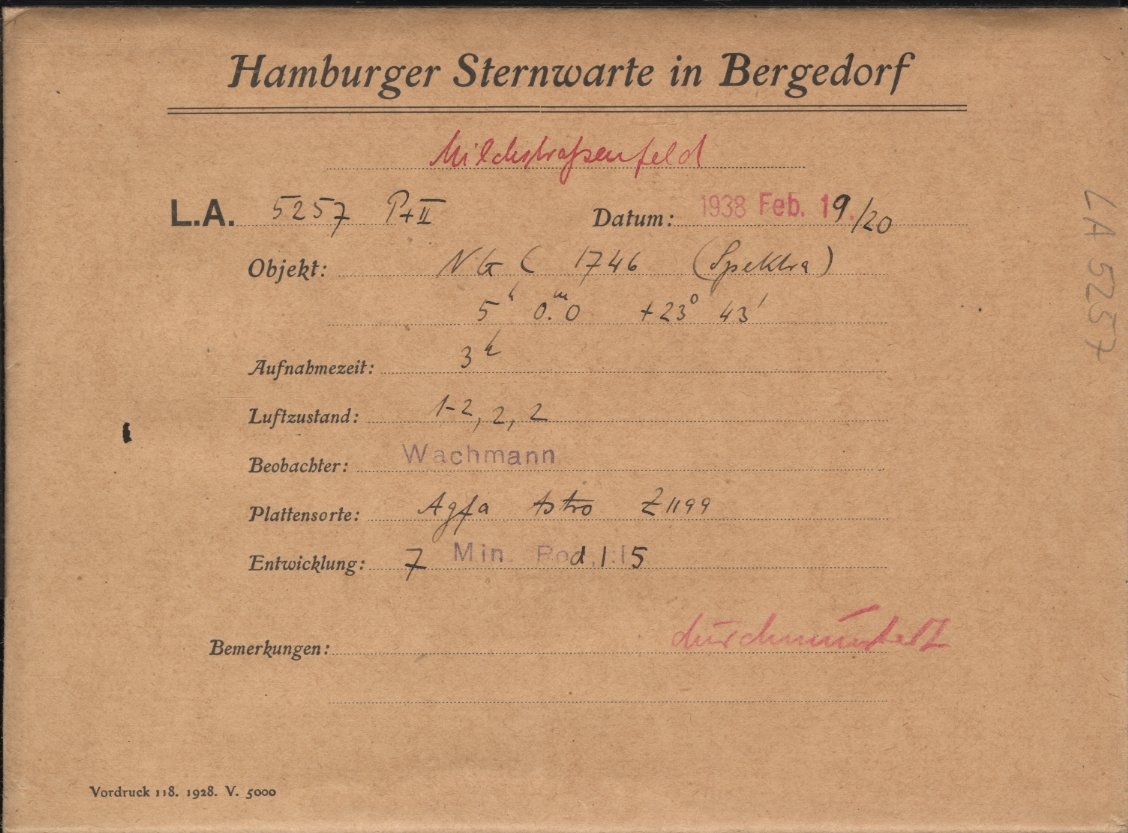 Hamburger Sternwarte in Bergedorf
Milchstraßenfeld
L.A. 5257 P+II Datum: 1938 Feb. 19./20
Objekt: NGC 1746 (Spektra)
5h 0.m0 +23° 43'
Aufnahmezeit: 3h
Luftzustand: 1-2, 2, 2
Beobachter: Wachmann
Plattensorte: Agfa Astro Z1199
Entwicklung: 7 Min. Rod. 1:15
Bemerkungen: durchmustert
Vordruck 118. 1928. V. 5000
LA 5257